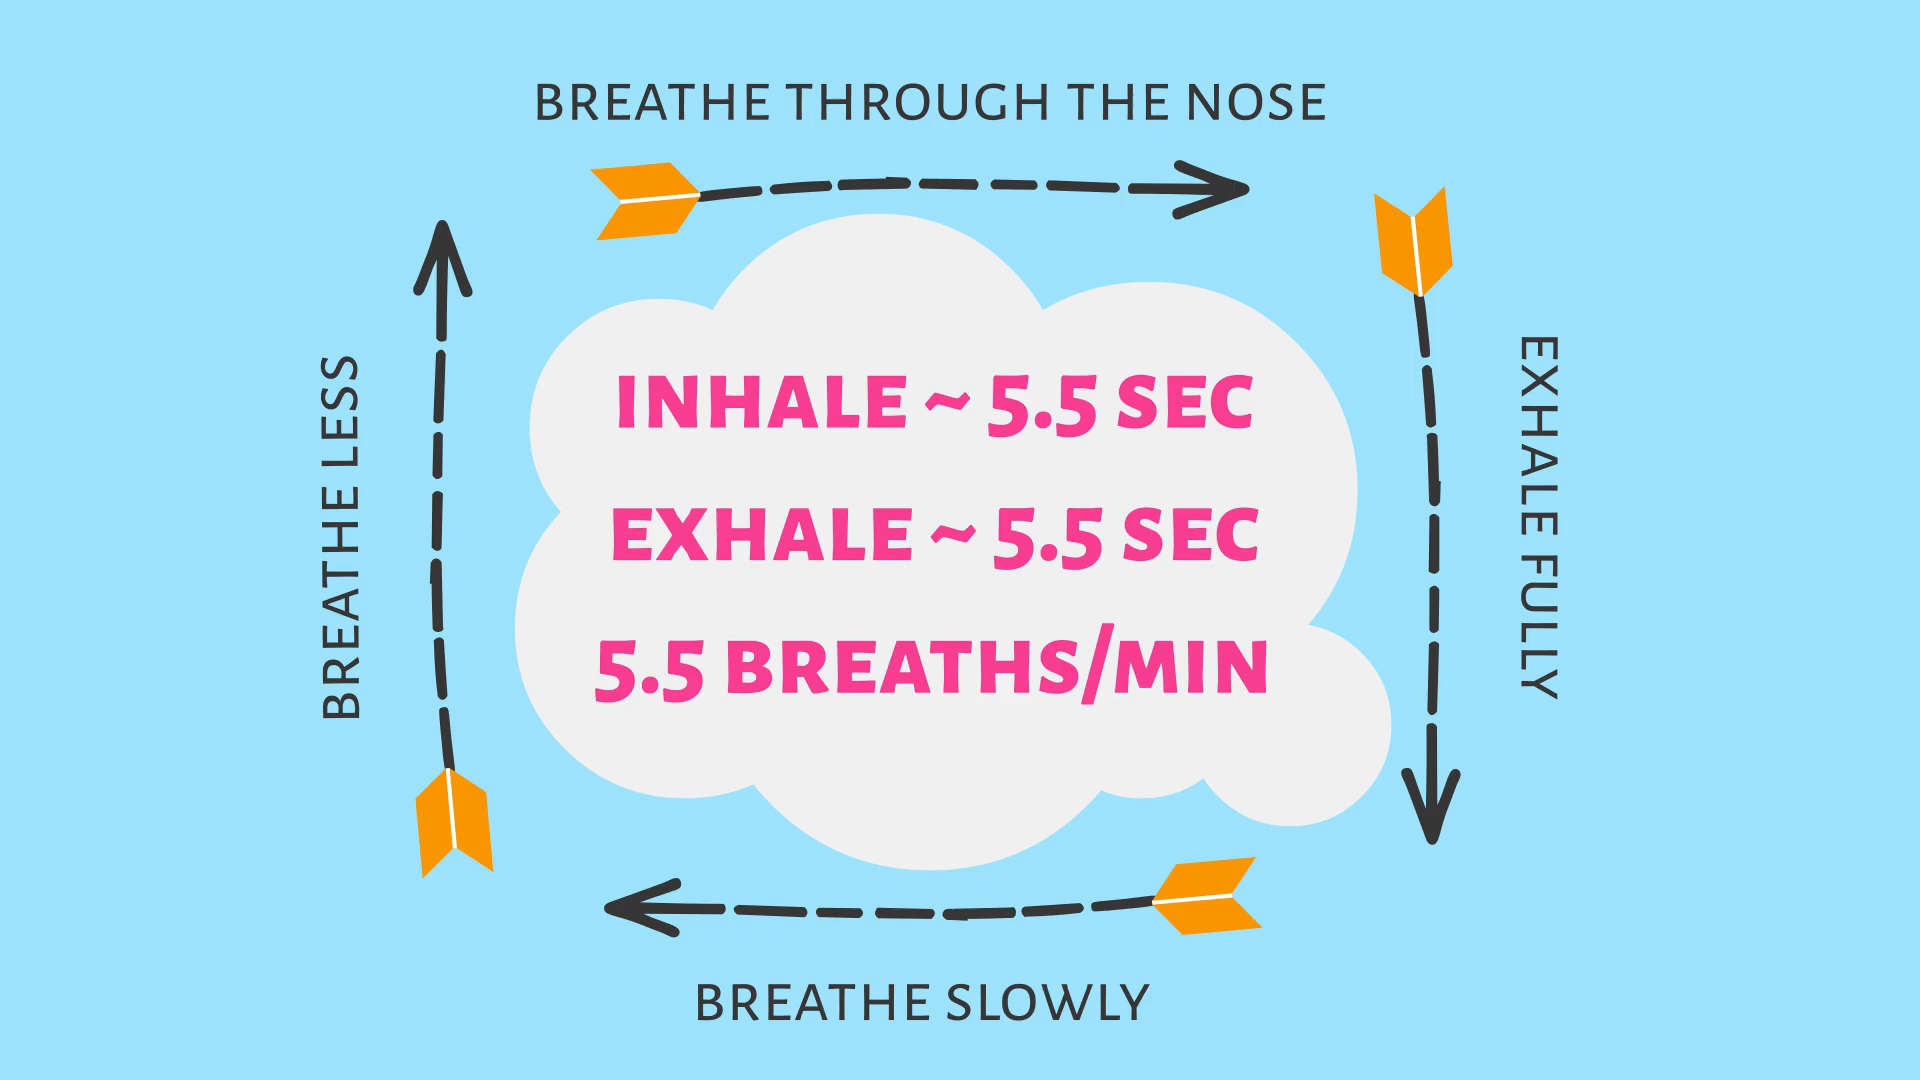 BREATHE THROUGH THE NOSE
EXHALE FULLY
BREATHE SLOWLY
BREATHE LESS
INHALE ~ 5.5 SEC
EXHALE ~ 5.5 SEC
5.5 BREATHS/MIN